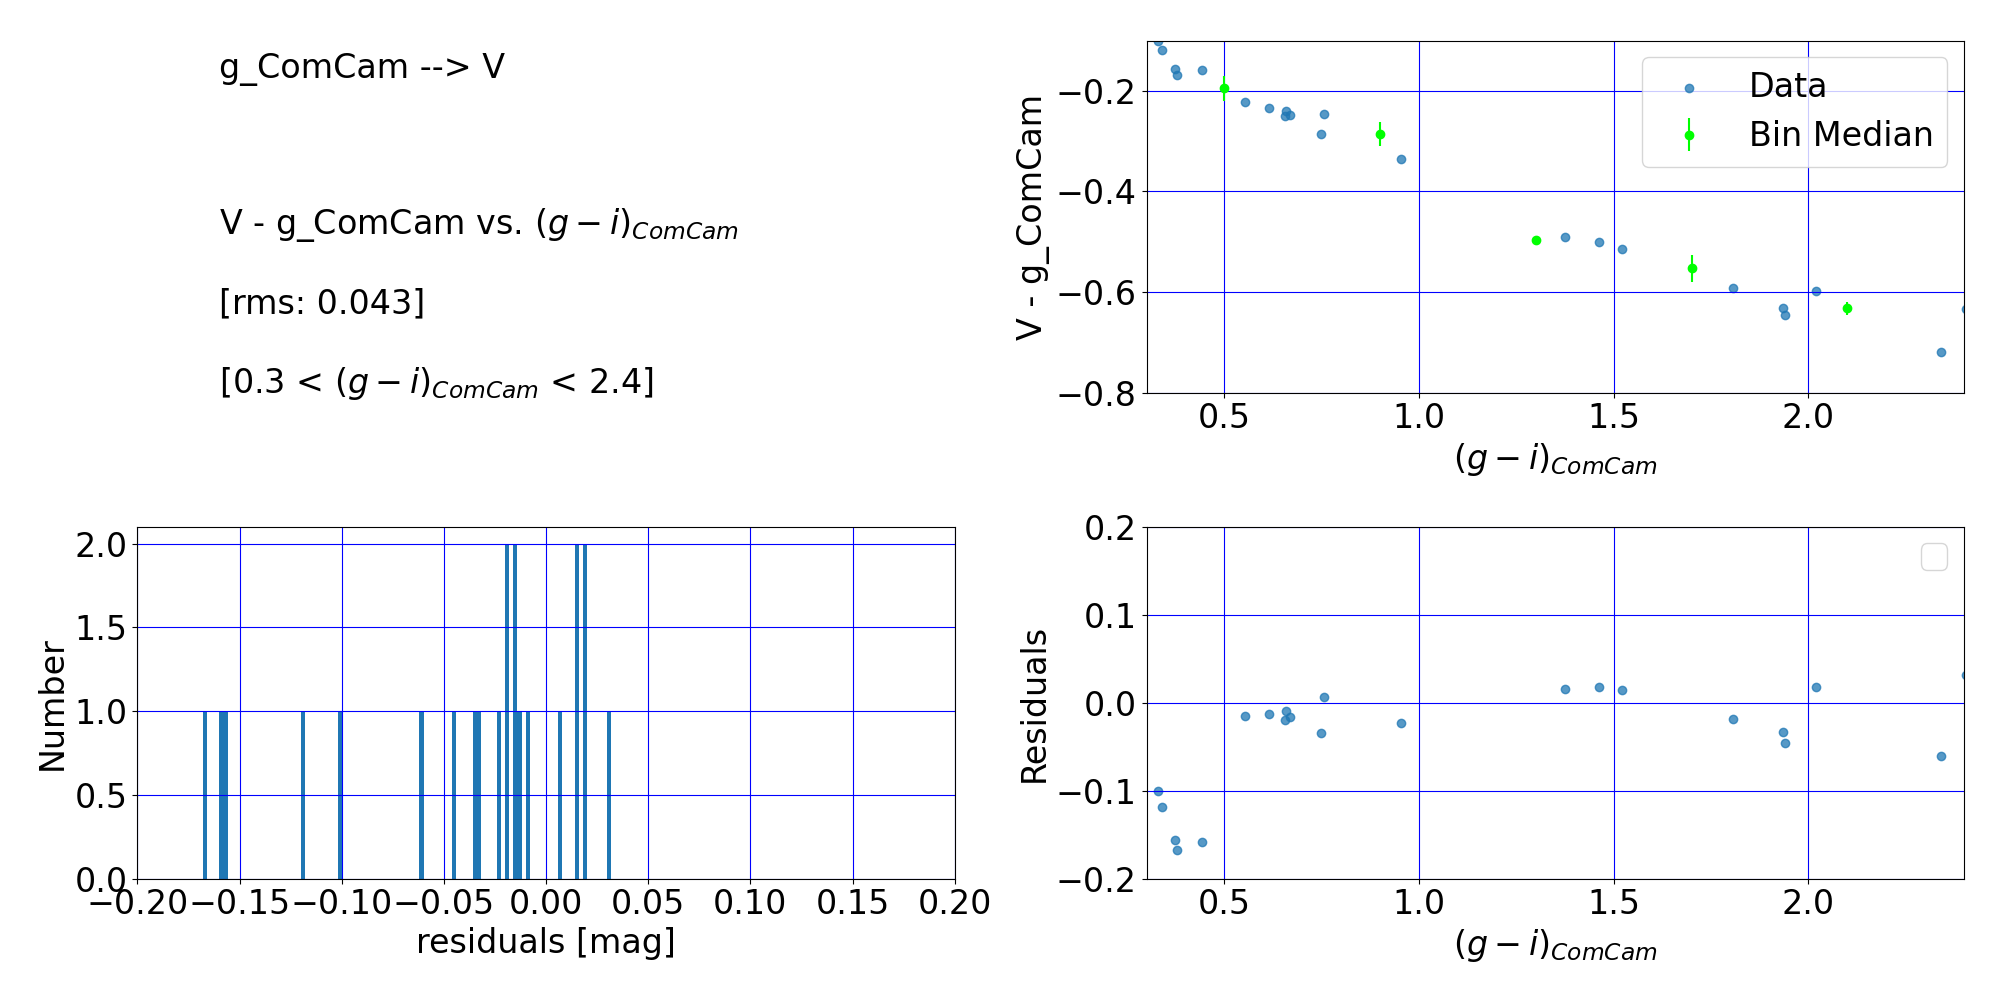 g_ComCam --> V
V - g_ComCam vs. (g − i)ComCam
[rms: 0.043]
[0.3 < (g − i)ComCam < 2.4]
−0.2
−0.4
−0.6
−0.8
V - g_ComCam
Data
Bin Median
0.5 1.0 1.5 2.0
(g − i)ComCam
2.0
1.5
1.0
0.5
0.0
Number
−0.20 −0.15 −0.10 −0.05 0.00 0.05 0.10 0.15 0.20
residuals [mag]
0.2
0.1
0.0
−0.1
−0.2
Residuals
0.5 1.0 1.5 2.0
(g − i)ComCam